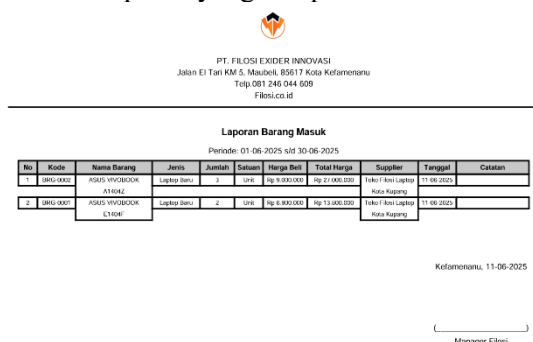 PT. FILOSI EXIDER INNOVASI
Jalan El Tari KM 5, Maubeli, 85617 Kota Kefamenanu
Telp.081 246 044 609
Filosi.co.id
Laporan Barang Masuk
Periode: 01-06-2025 s/d 30-06-2025
No Kode Nama Barang Jenis Jumlah Satuan Harga Beli Total Harga Supplier Tanggal Catatan
1 BRG-0002 ASUS VIVOBOOK Laptop Baru 3 Unit Rp 9.000.000 Rp 27.000.000 Toko Filosi Laptop 11-06-2025
A1404Z Kota Kupang
2 BRG-0001 ASUS VIVOBOOK Laptop Baru 2 Unit Rp 6.900.000 Rp 13.800.000 Toko Filosi Laptop 11-06-2025
E1404F Kota Kupang
Kefamenanu, 11-06-2025
(____________________)
Manager Filosi